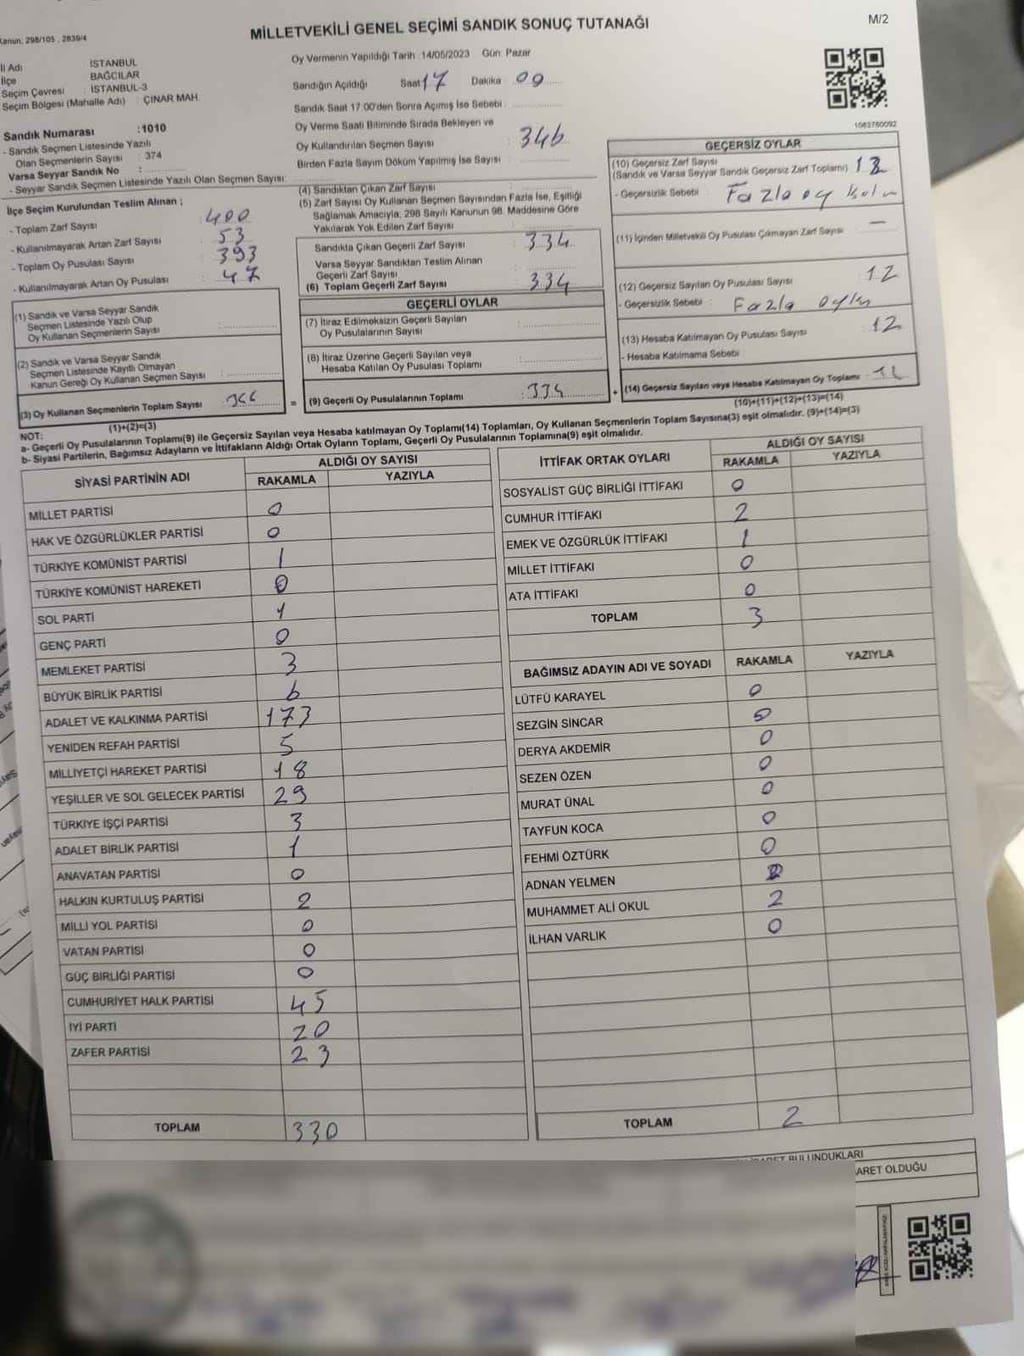 Kanun, 298/105 , 2839/4
MİLLETVEKİLİ GENEL SEÇİMİ SANDIK SONUÇ TUTANAĞI
M/2
İl Adı : İSTANBUL
İlçe : BAĞCILAR
Seçim Çevresi : İSTANBUL-3
Seçim Bölgesi (Mahalle Adı) : ÇINAR MAH.
Sandık Numarası :1010
- Sandık Seçmen Listesinde Yazılı
Olan Seçmenlerin Sayısı : 374
Varsa Seyyar Sandık No :
- Seyyar Sandık Seçmen Listesinde Yazılı Olan Seçmen Sayısı:
İlçe Seçim Kurulundan Teslim Alınan ;
- Toplam Zarf Sayısı : 400
- Kullanılmayarak Artan Zarf Sayısı : 53
- Toplam Oy Pusulası Sayısı : 393
- Kullanılmayarak Artan Oy Pusulası : 47
(1) Sandık ve Varsa Seyyar Sandık
Seçmen Listesinde Yazılı Olup
Oy Kullanan Seçmenlerin Sayısı :
(2) Sandık ve Varsa Seyyar Sandık
Seçmen Listesinde Kayıtlı Olmayan
Kanun Gereği Oy Kullanan Seçmen Sayısı :
(3) Oy Kullanan Seçmenlerin Toplam Sayısı :
(1)+(2)=(3)
Oy Vermenin Yapıldığı Tarih :14/05/2023 Gün: Pazar
Sandığın Açıldığı Saat 17 Dakika 00
Sandık Saat 17:00'den Sonra Açılmış İse Sebebi :
Oy Verme Saati Bitiminde Sırada Bekleyen ve
Oy Kullandırılan Seçmen Sayısı : 346
Birden Fazla Sayım Döküm Yapılmış İse Sayısı :
(4) Sandıktan Çıkan Zarf Sayısı :
(5) Zarf Sayısı Oy Kullanan Seçmen Sayısından Fazla İse, Eşitliği
Sağlamak Amacıyla; 298 Sayılı Kanunun 98. Maddesine Göre
Yakılarak Yok Edilen Zarf Sayısı :
Sandıkta Çıkan Geçerli Zarf Sayısı : 334
Varsa Seyyar Sandıktan Teslim Alınan
Geçerli Zarf Sayısı :
(6) Toplam Geçerli Zarf Sayısı : 334
GEÇERLİ OYLAR
(7) İtiraz Edilmeksizin Geçerli Sayılan
Oy Pusulalarının Sayısı :
(8) İtiraz Üzerine Geçerli Sayılan veya
Hesaba Katılan Oy Pusulası Toplamı :
= (9) Geçerli Oy Pusulalarının Toplamı : 334 +
1083760092
GEÇERSİZ OYLAR
(10) Geçersiz Zarf Sayısı
(Sandık ve Varsa Seyyar Sandık Geçersiz Zarf Toplamı) :
- Geçersizlik Sebebi : Fazla oy
(11) İçinden Milletvekili Oy Pusulası Çıkmayan Zarf Sayısı : –
(12) Geçersiz Sayılan Oy Pusulası Sayısı : 12
- Geçersizlik Sebebi : Fazla
(13) Hesaba Katılmayan Oy Pusulası Sayısı : 12
- Hesaba Katılmama Sebebi :
(14) Geçersiz Sayılan veya Hesaba Katılmayan Oy Toplamı : 12
(10)+(11)+(12)+(13)=(14)
NOT:
a- Geçerli Oy Pusulalarının Toplamı(9) ile Geçersiz Sayılan veya Hesaba katılmayan Oy Toplamı(14) Toplamları, Oy Kullanan Seçmenlerin Toplam Sayısına(3) eşit olmalıdır. (9)+(14)=(3)
b- Siyasi Partilerin, Bağımsız Adayların ve İttifakların Aldığı Ortak Oyların Toplamı, Geçerli Oy Pusulalarının Toplamına(9) eşit olmalıdır.
SİYASİ PARTİNİN ADI ALDIĞI OY SAYISI
RAKAMLA YAZIYLA
MİLLET PARTİSİ 0
HAK VE ÖZGÜRLÜKLER PARTİSİ 0
TÜRKİYE KOMÜNİST PARTİSİ 1
TÜRKİYE KOMÜNİST HAREKETİ 0
SOL PARTİ 1
GENÇ PARTİ 0
MEMLEKET PARTİSİ 3
BÜYÜK BİRLİK PARTİSİ 6
ADALET VE KALKINMA PARTİSİ 173
YENİDEN REFAH PARTİSİ 5
MİLLİYETÇİ HAREKET PARTİSİ 18
YEŞİLLER VE SOL GELECEK PARTİSİ 29
TÜRKİYE İŞÇİ PARTİSİ 3
ADALET BİRLİK PARTİSİ 1
ANAVATAN PARTİSİ 0
HALKIN KURTULUŞ PARTİSİ 2
MİLLİ YOL PARTİSİ 0
VATAN PARTİSİ 0
GÜÇ BİRLİĞİ PARTİSİ 0
CUMHURİYET HALK PARTİSİ 45
İYİ PARTİ 20
ZAFER PARTİSİ 23
TOPLAM 330
İTTİFAK ORTAK OYLARI ALDIĞI OY SAYISI
RAKAMLA YAZIYLA
SOSYALİST GÜÇ BİRLİĞİ İTTİFAKI 0
CUMHUR İTTİFAKI 2
EMEK VE ÖZGÜRLÜK İTTİFAKI 1
MİLLET İTTİFAKI 0
ATA İTTİFAKI 0
TOPLAM 3
BAĞIMSIZ ADAYIN ADI VE SOYADI RAKAMLA YAZIYLA
LÜTFÜ KARAYEL 0
SEZGİN SİNCAR 0
DERYA AKDEMİR 0
SEZEN ÖZEN 0
MURAT ÜNAL 0
TAYFUN KOCA 0
FEHMİ ÖZTÜRK 0
ADNAN YELMEN
MUHAMMET ALİ OKUL 2
İLHAN VARLIK 0
TOPLAM 2
BULUNDUKLARI
ARET OLDUĞU